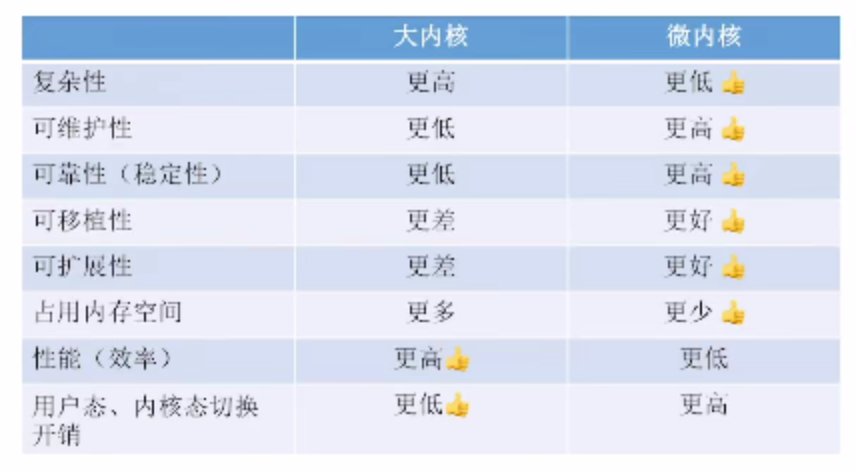 大内核 微内核
复杂性 更高 更低👍
可维护性 更低 更高👍
可靠性（稳定性） 更低 更高👍
可移植性 更差 更好👍
可扩展性 更差 更好👍
占用内存空间 更多 更少👍
性能（效率） 更高👍 更低
用户态、内核态切换 更低👍 更高
开销